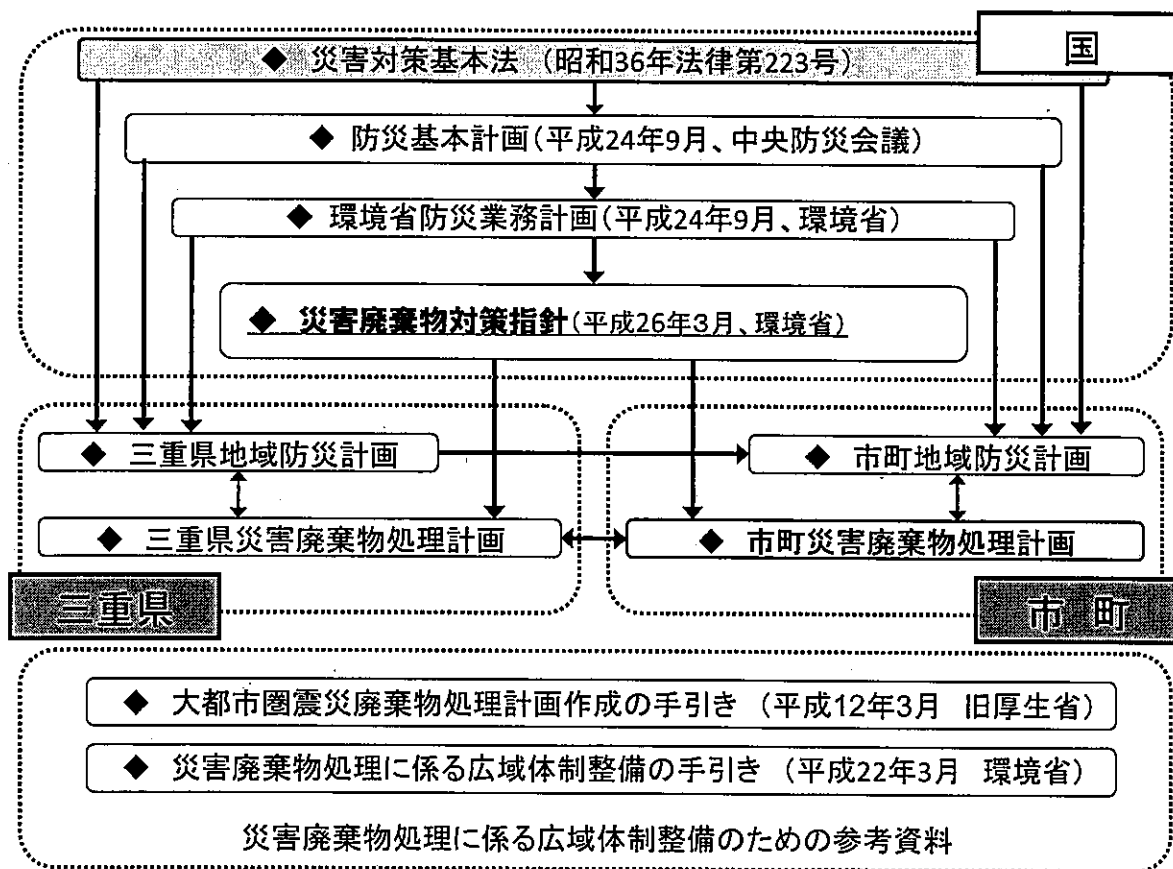 国
◆ 災害対策基本法 （昭和36年法律第223号）
◆ 防災基本計画（平成24年9月、中央防災会議）
◆ 環境省防災業務計画（平成24年9月、環境省）
◆ 災害廃棄物対策指針（平成26年3月、環境省）
◆ 三重県地域防災計画
◆ 市町地域防災計画
◆ 三重県災害廃棄物処理計画
◆ 市町災害廃棄物処理計画
三重県
市 町
◆ 大都市圏震災廃棄物処理計画作成の手引き （平成12年3月 旧厚生省）
◆ 災害廃棄物処理に係る広域体制整備の手引き （平成22年3月 環境省）
災害廃棄物処理に係る広域体制整備のための参考資料